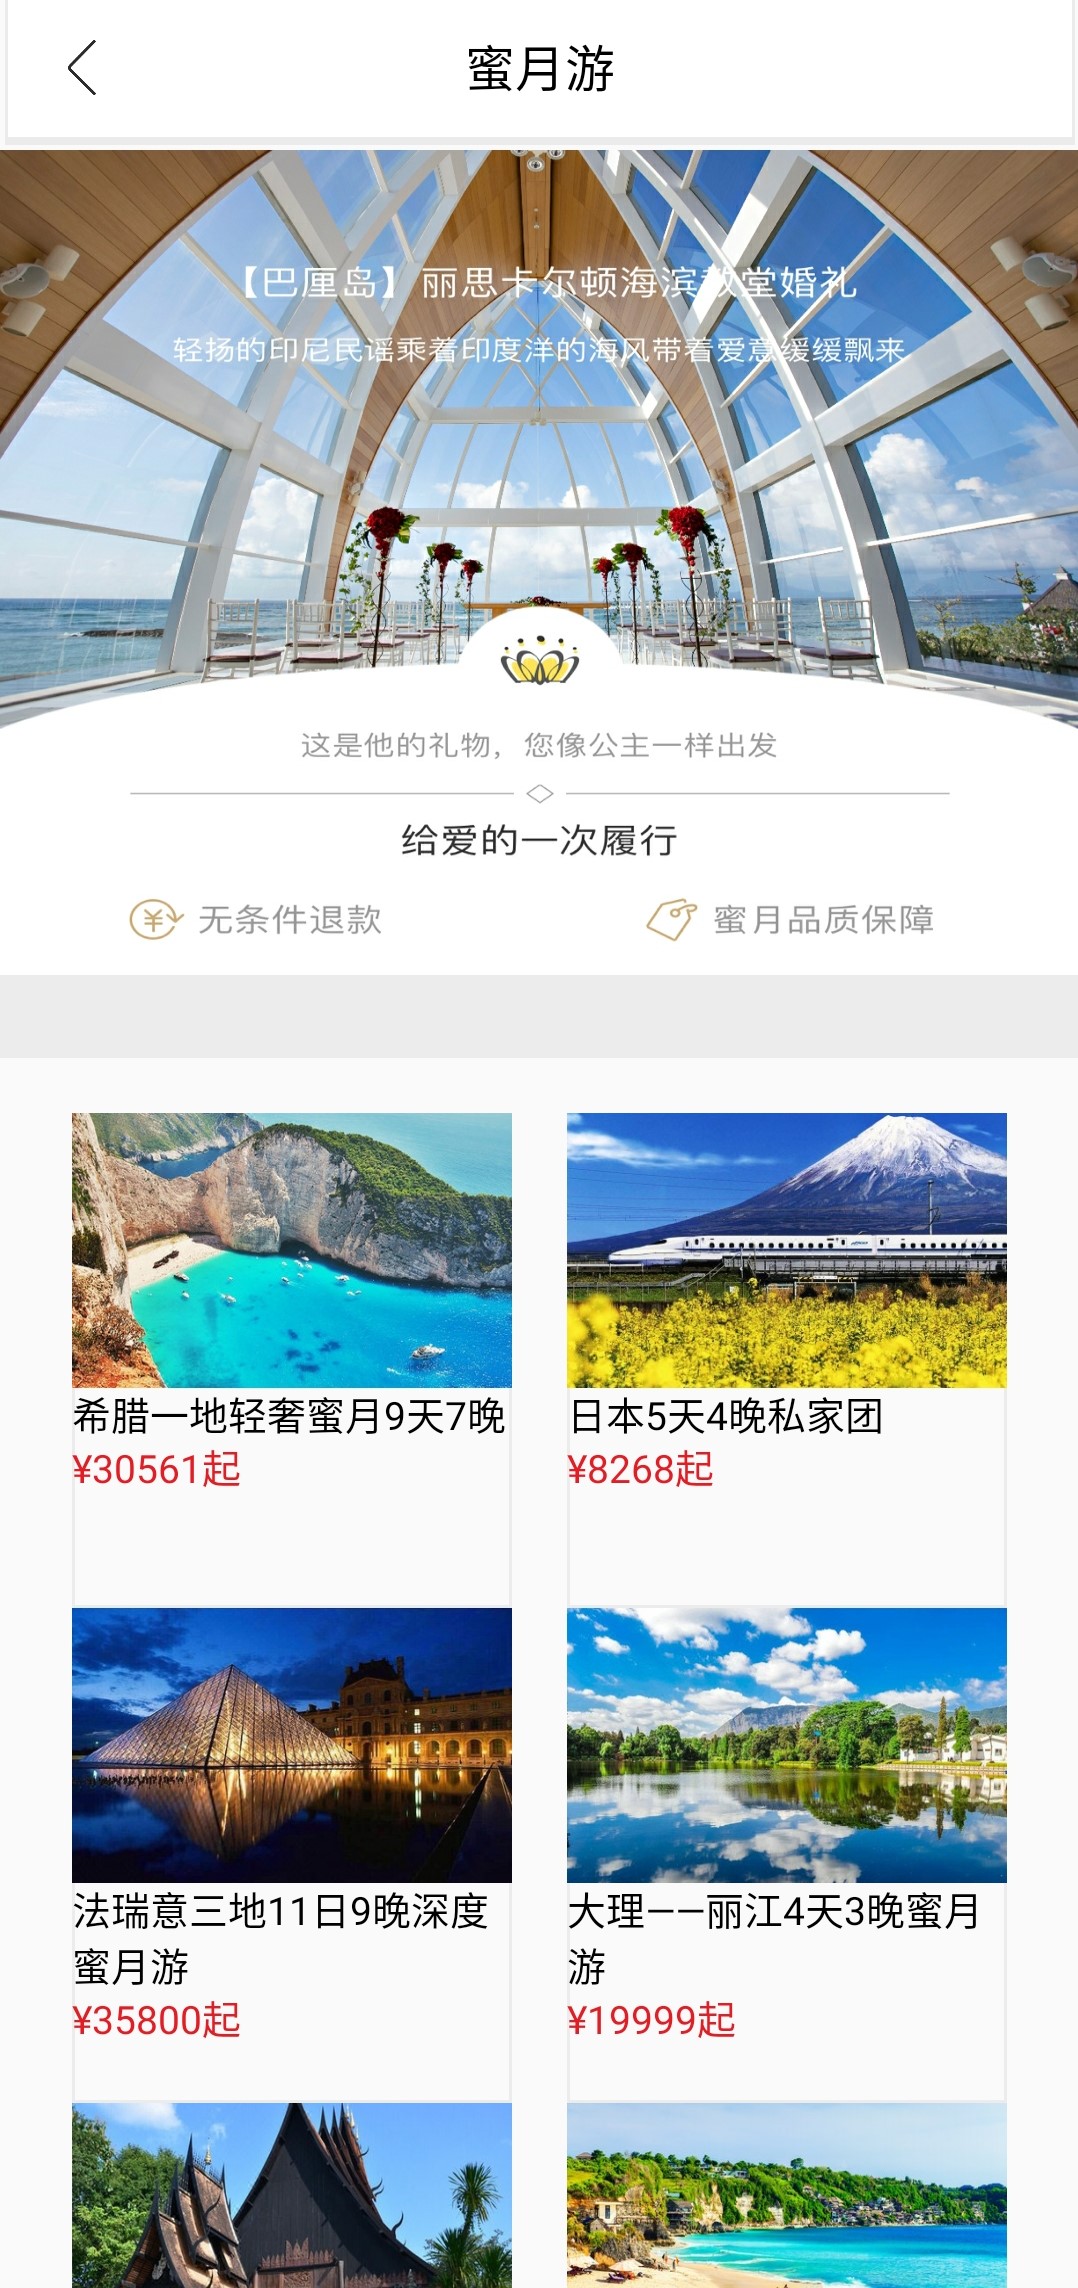 蜜月游
【巴厘岛】丽思卡尔顿海滨教堂婚礼
轻扬的印尼民谣乘着印度洋的海风带着爱意缓缓飘来
这是他的礼物，您像公主一样出发
给爱的一次履行
无条件退款
蜜月品质保障
希腊一地轻奢蜜月9天7晚
¥30561起
日本5天4晚私家团
¥8268起
法瑞意三地11日9晚深度
蜜月游
¥35800起
大理——丽江4天3晚蜜月
游
¥19999起